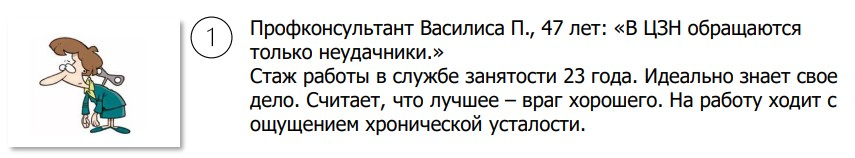 1
Профконсультант Василиса П., 47 лет: «В ЦЗН обращаются
только неудачники.»
Стаж работы в службе занятости 23 года. Идеально знает свое
дело. Считает, что лучшее – враг хорошего. На работу ходит с
ощущением хронической усталости.